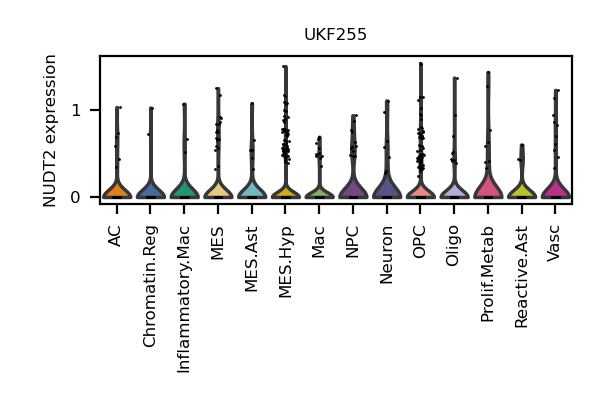 UKF255
NUDT2 expression
1
0
AC
Chromatin.Reg
Inflammatory.Mac
MES
MES.Ast
MES.Hyp
Mac
NPC
Neuron
OPC
Oligo
Prolif.Metab
Reactive.Ast
Vasc